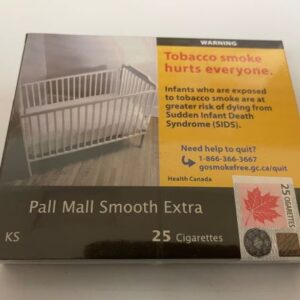 WARNING
Tobacco smoke
hurts everyone.
Infants who are exposed
to tobacco smoke are at
greater risk of dying from
Sudden Infant Death
Syndrome (SIDS).
Need help to quit?
1-866-366-3667
gosmokefree.gc.ca/quit
Health Canada
Pall Mall Smooth Extra
KS
25 Cigarettes
25 CIGARETTES